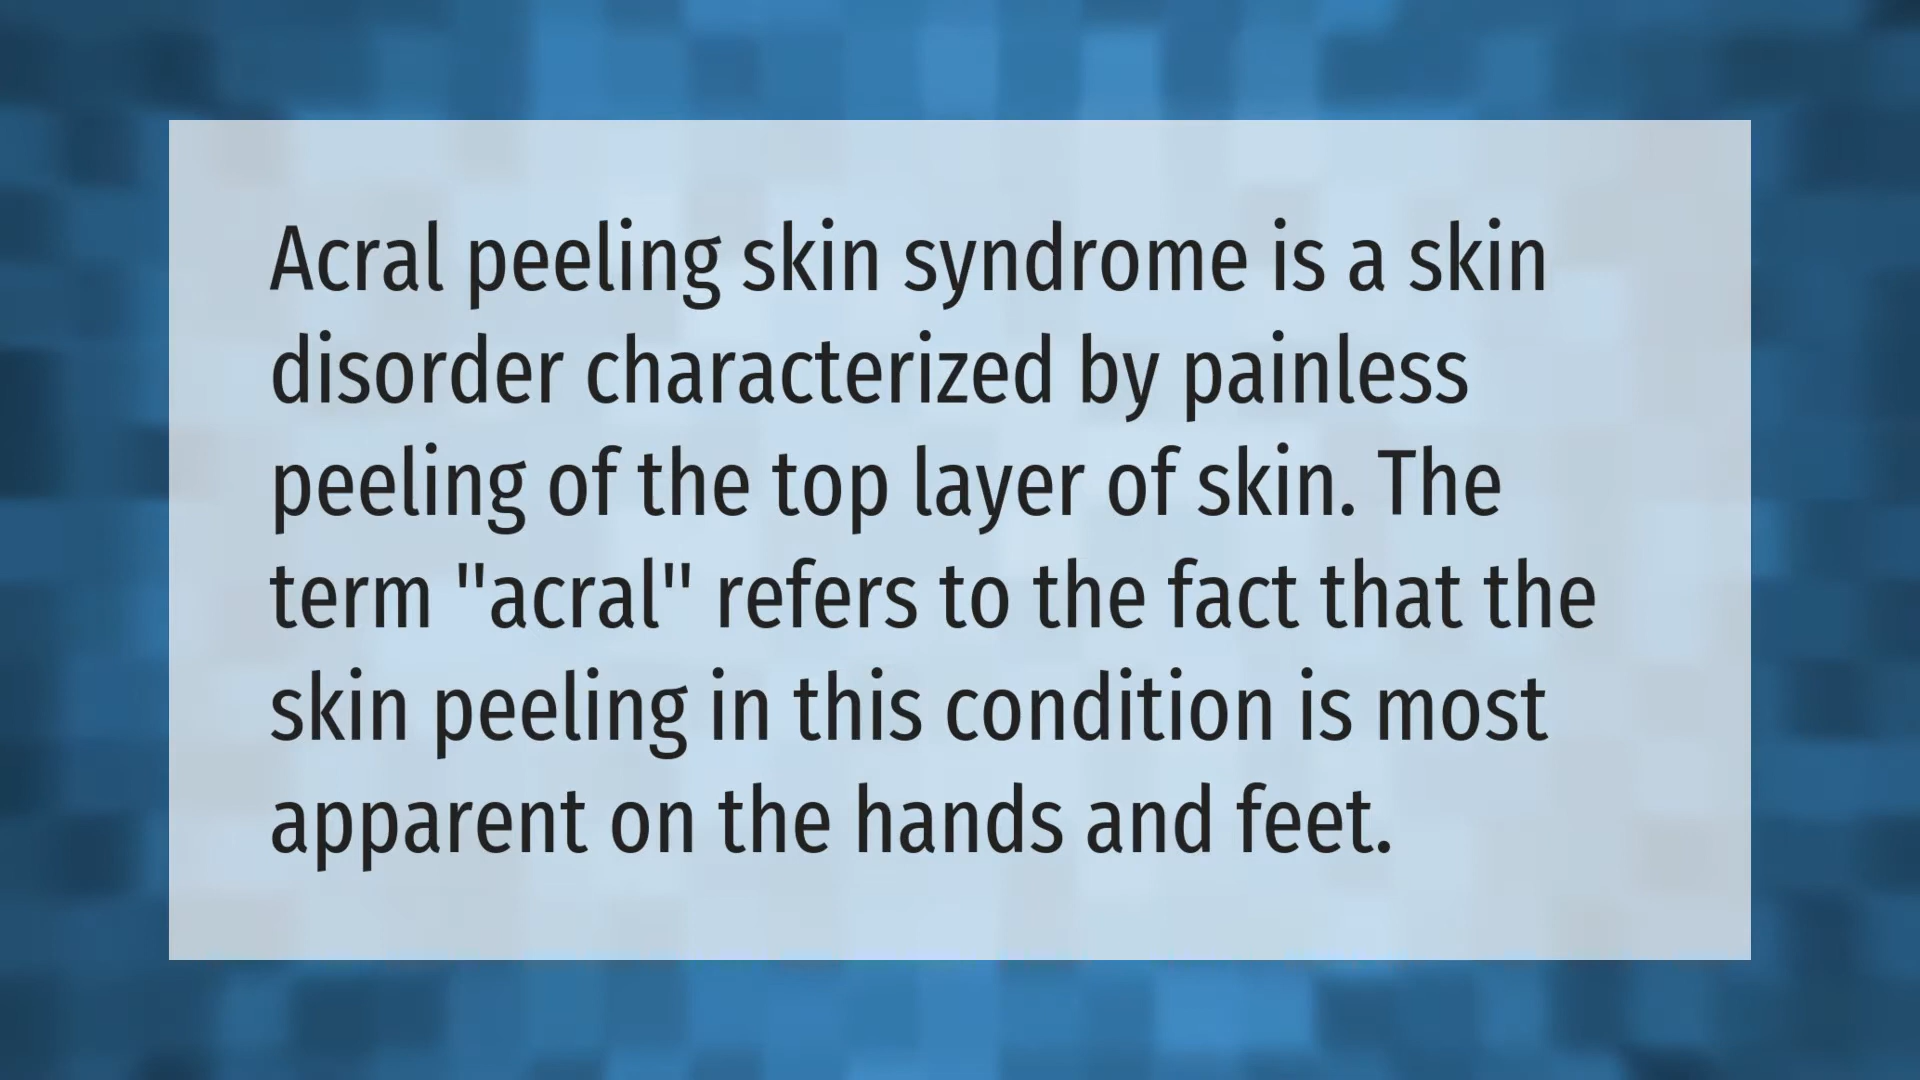 Acral peeling skin syndrome is a skin
disorder characterized by painless
peeling of the top layer of skin. The
term "acral" refers to the fact that the
skin peeling in this condition is most
apparent on the hands and feet.